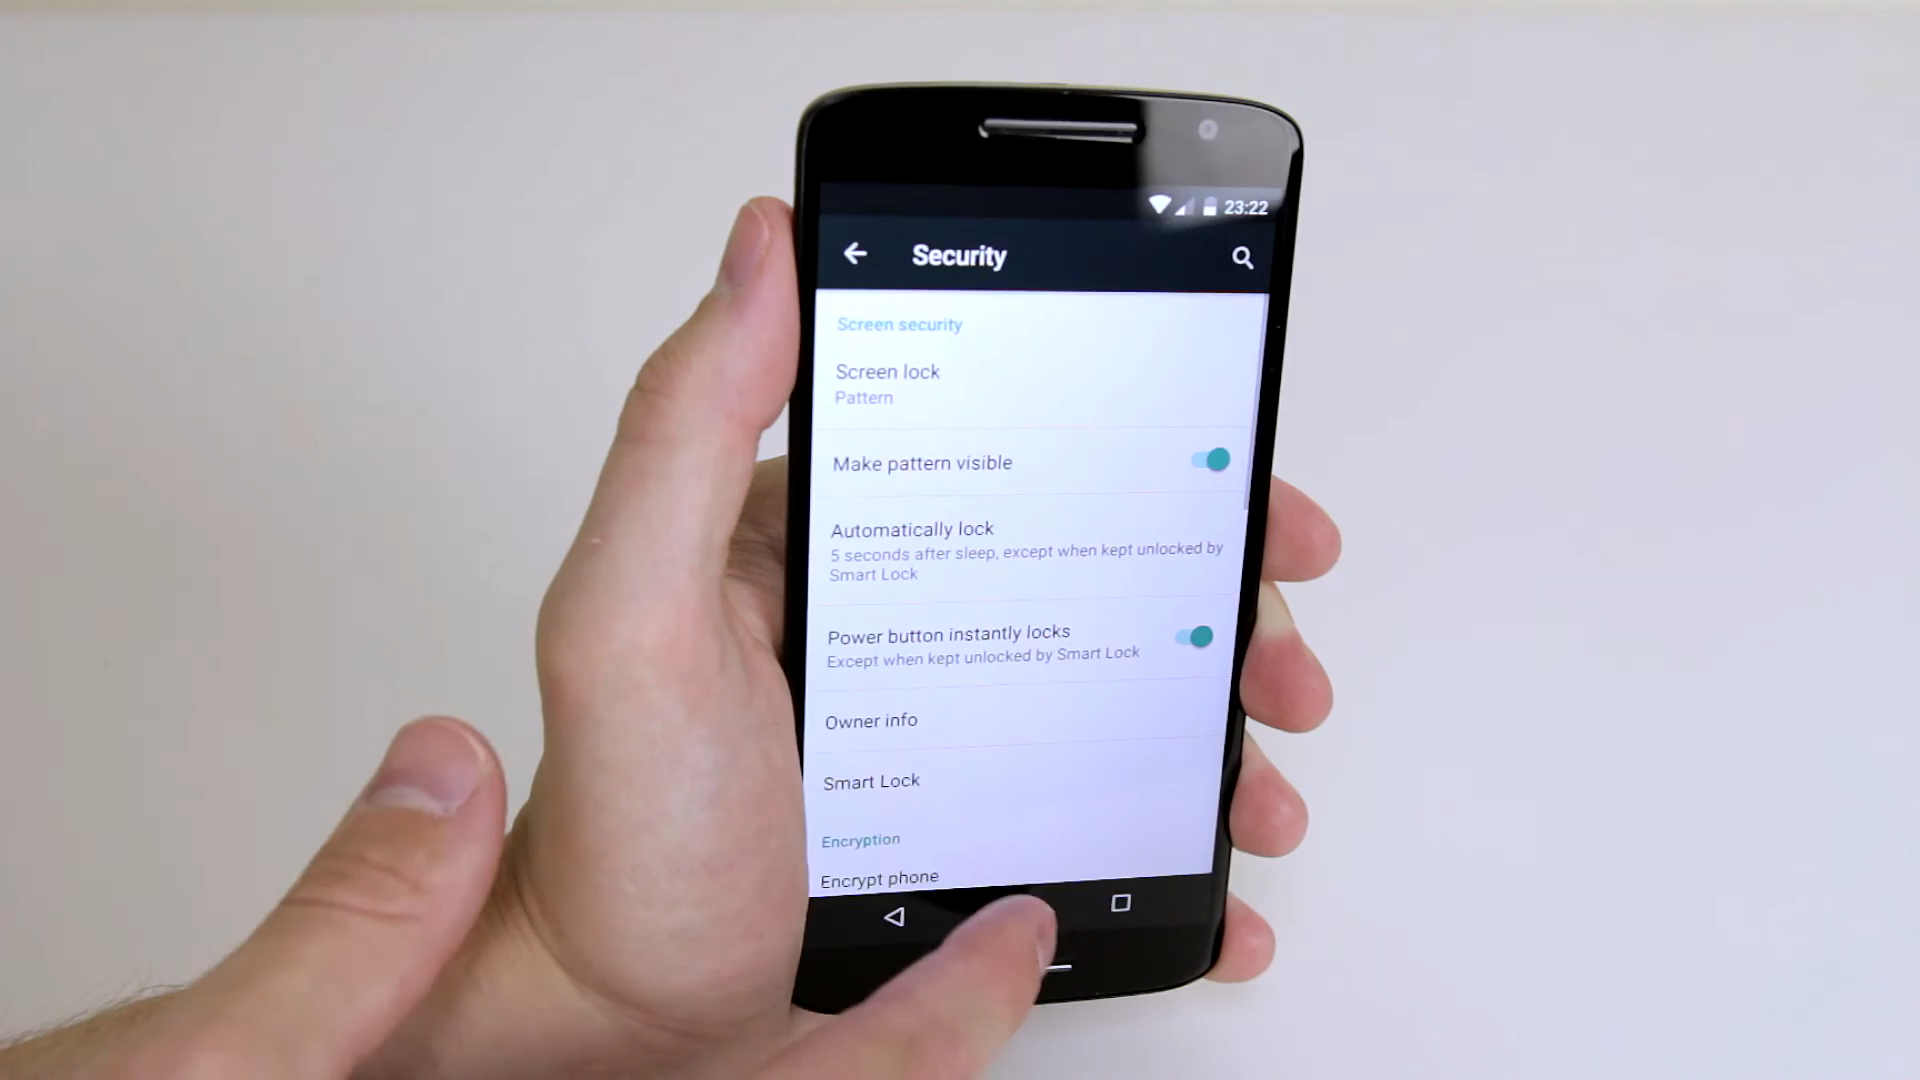 23:22
Security
Screen security
Screen lock
Pattern
Make pattern visible
Automatically lock
5 seconds after sleep, except when kept unlocked by
Smart Lock
Power button instantly locks
Except when kept unlocked by Smart Lock
Owner info
Smart Lock
Encryption
Encrypt phone